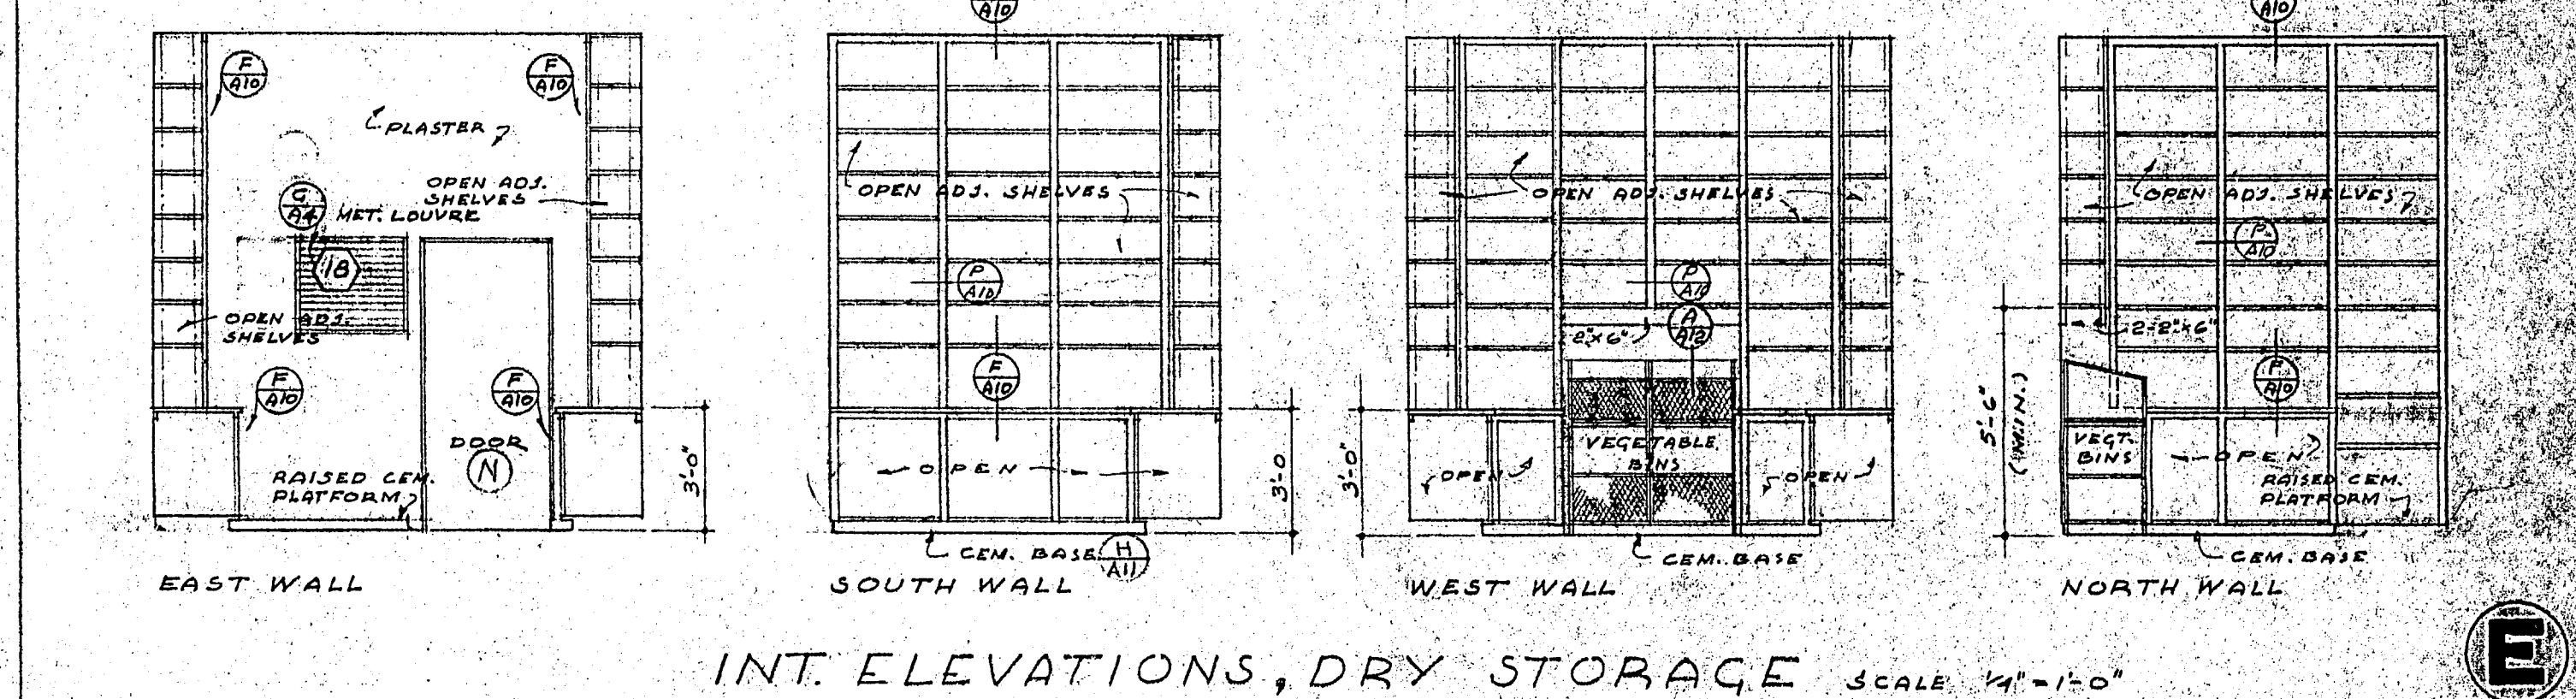 F
A10
F
A10
PLASTER
OPEN ADJ.
SHELVES
G
A4
MET. LOUVRE
18
OPEN ADJ.
SHELVES
F
A10
F
A10
DOOR
N
RAISED CEM.
PLATFORM
3'-0"
EAST WALL
A10
OPEN ADJ. SHELVES
P
A10
F
A10
OPEN
3'-0
CEM. BASE
H
A11
SOUTH WALL
OPEN ADJ. SHELVES
P
A10
A
A12
2"x6"
VEGETABLE
BINS
OPEN
OPEN
3'-0"
CEM. BASE
WEST WALL
A10
OPEN ADJ. SHELVES
P
A10
2-2"x6"
F
A10
5'-6"
(MIN.)
VEGT.
BINS
OPEN
RAISED CEM.
PLATFORM
CEM. BASE
NORTH WALL
INT. ELEVATIONS, DRY STORAGE SCALE 1/4"=1'-0"
E